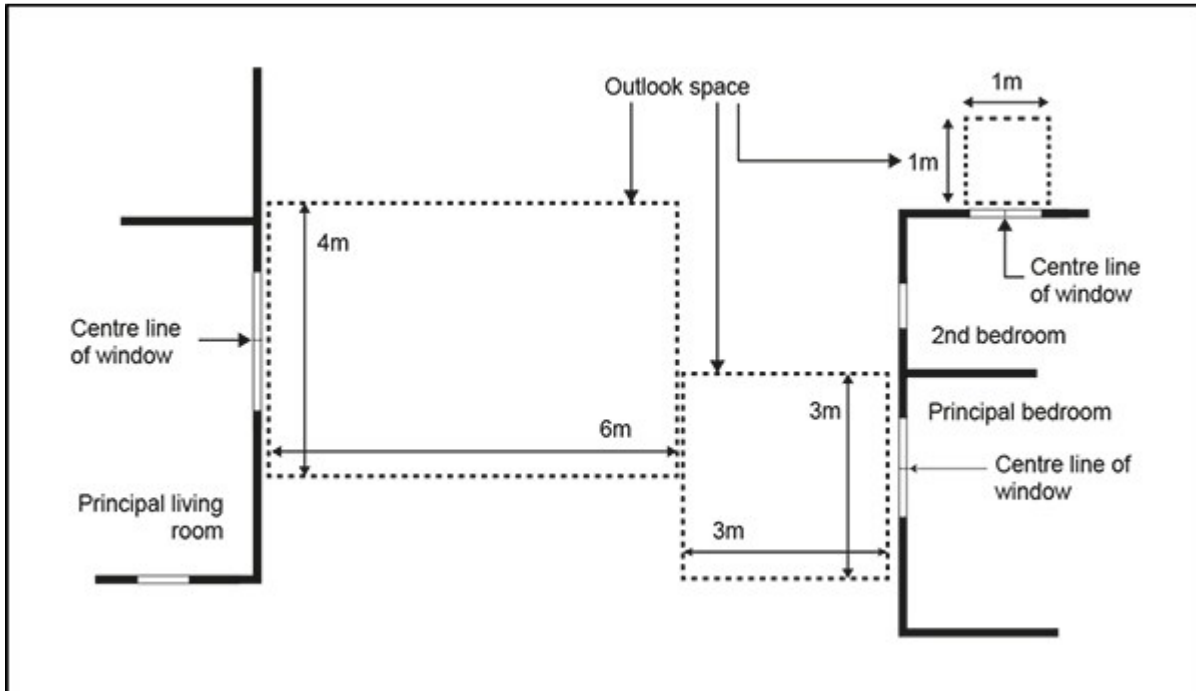 Outlook space
1m
1m
4m
Centre line
of window
Centre line
of window
2nd bedroom
3m
Principal bedroom
6m
Centre line of
window
Principal living
room
3m